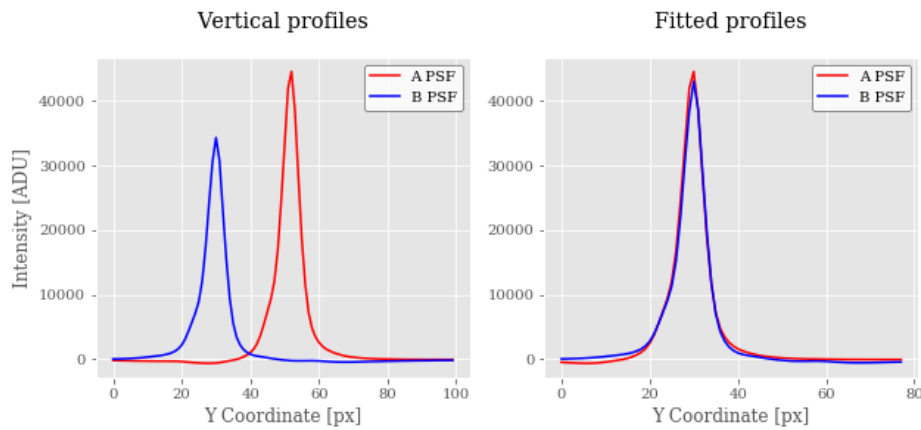 Vertical profiles
Fitted profiles
A PSF
B PSF
A PSF
B PSF
Intensity [ADU]
40000
30000
20000
10000
0
40000
30000
20000
10000
0
0 20 40 60 80 100
0 20 40 60 80
Y Coordinate [px]
Y Coordinate [px]